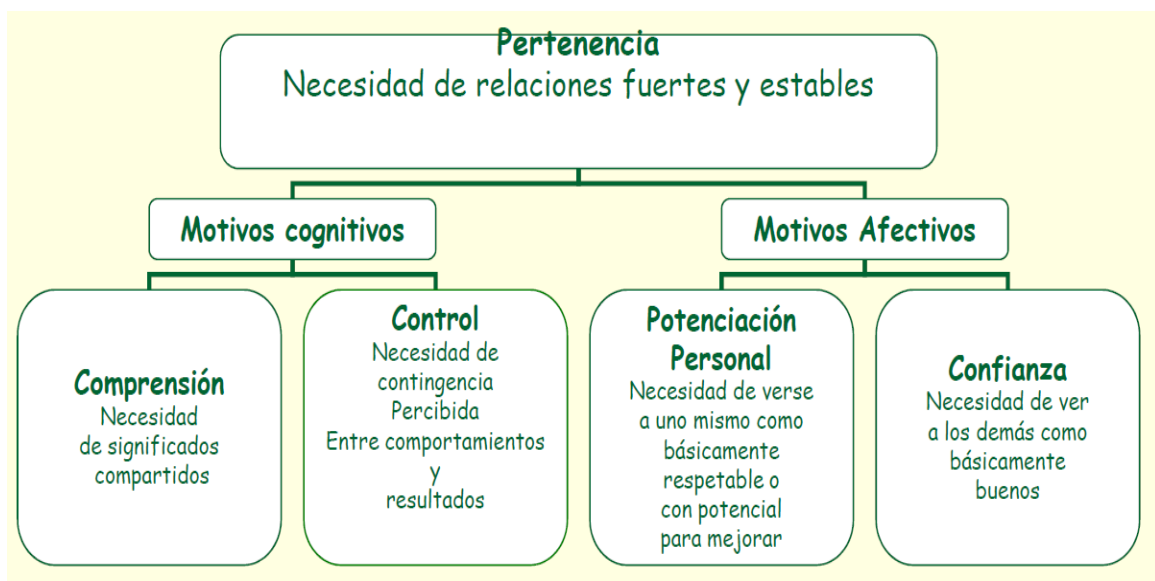 Pertenencia
Necesidad de relaciones fuertes y estables
Motivos cognitivos
Motivos Afectivos
Comprensión
Necesidad
de significados
compartidos
Control
Necesidad de
contingencia
Percibida
Entre comportamientos
y
resultados
Potenciación
Personal
Necesidad de verse
a uno mismo como
básicamente
respetable o
con potencial
para mejorar
Confianza
Necesidad de ver
a los demás como
básicamente
buenos